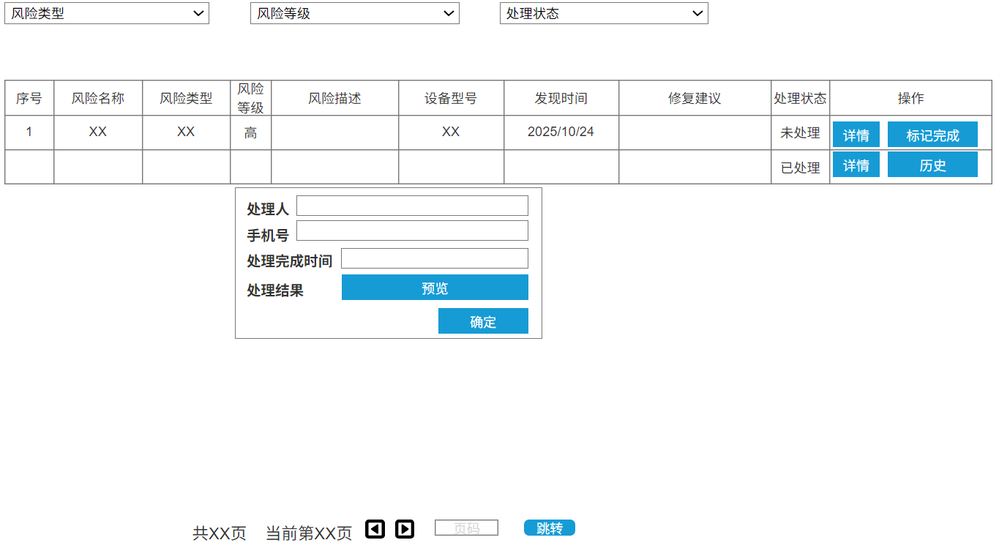 风险类型 风险等级 处理状态
序号 风险名称 风险类型 风险等级 风险描述 设备型号 发现时间 修复建议 处理状态 操作
1 XX XX 高 XX 2025/10/24 未处理 详情 标记完成
已处理 详情 历史
处理人
手机号
处理完成时间
处理结果 预览
确定
共XX页 当前第XX页 页码 跳转